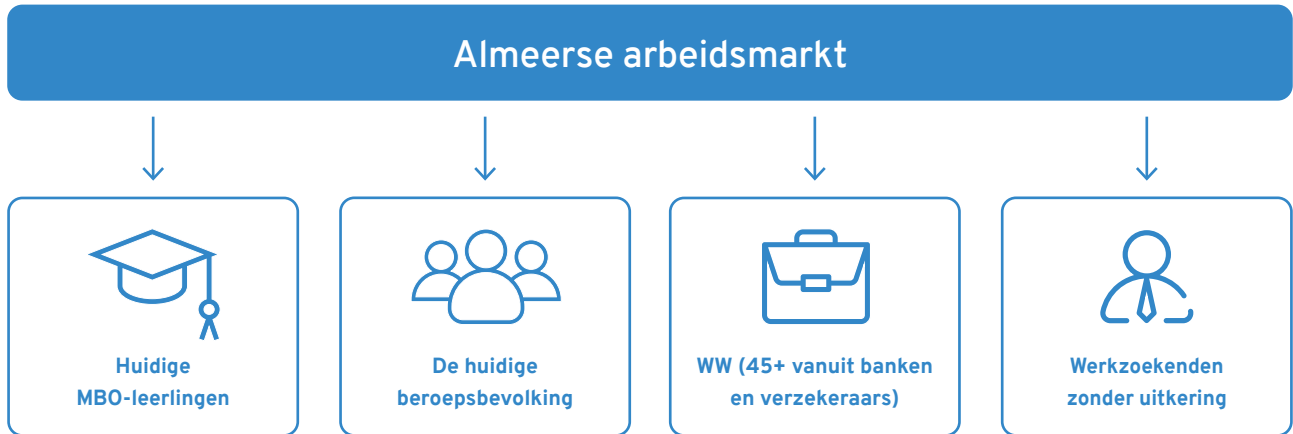 Almeerse arbeidsmarkt
Huidige
MBO-leerlingen
De huidige
beroepsbevolking
WW (45+ vanuit banken
en verzekeraars)
Werkzoekenden
zonder uitkering